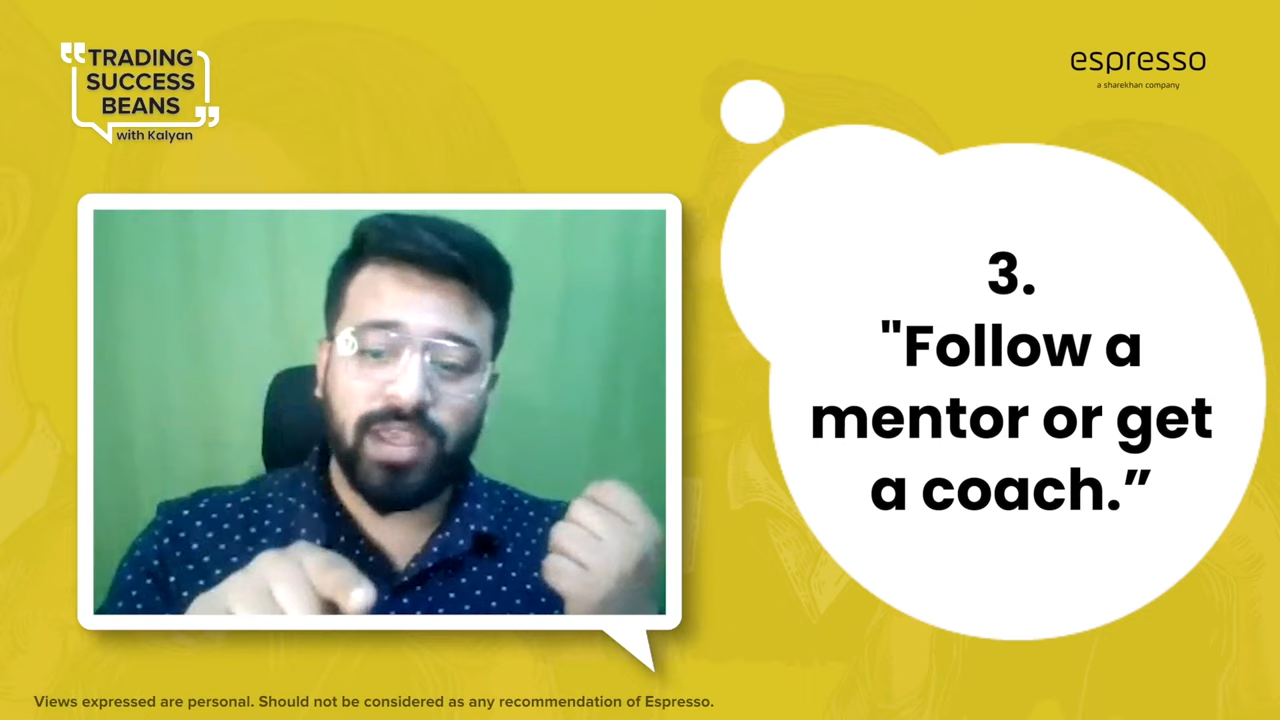 “TRADING
SUCCESS
BEANS”
with Kalyan
espresso
a sharekhan company
3.
"Follow a
mentor or get
a coach.”
Views expressed are personal. Should not be considered as any recommendation of Espresso.